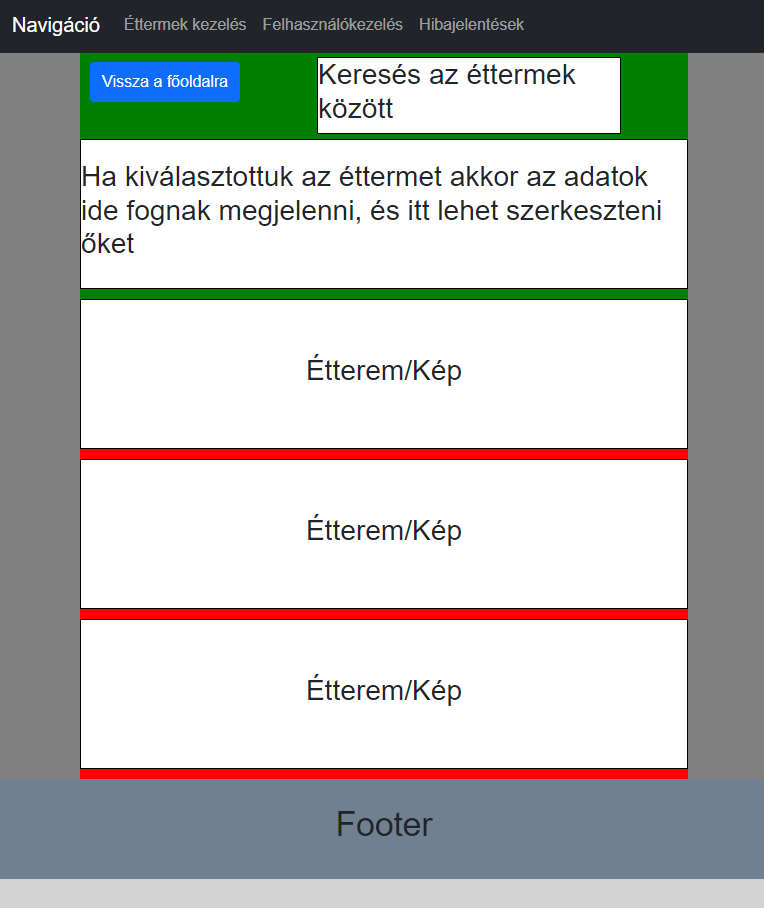 Navigáció Éttermek kezelés Felhasználókezelés Hibajelentések
Vissza a főoldalra
Keresés az éttermek
között
Ha kiválasztottuk az éttermet akkor az adatok
ide fognak megjelenni, és itt lehet szerkeszteni
őket
Étterem/Kép
Étterem/Kép
Étterem/Kép
Footer